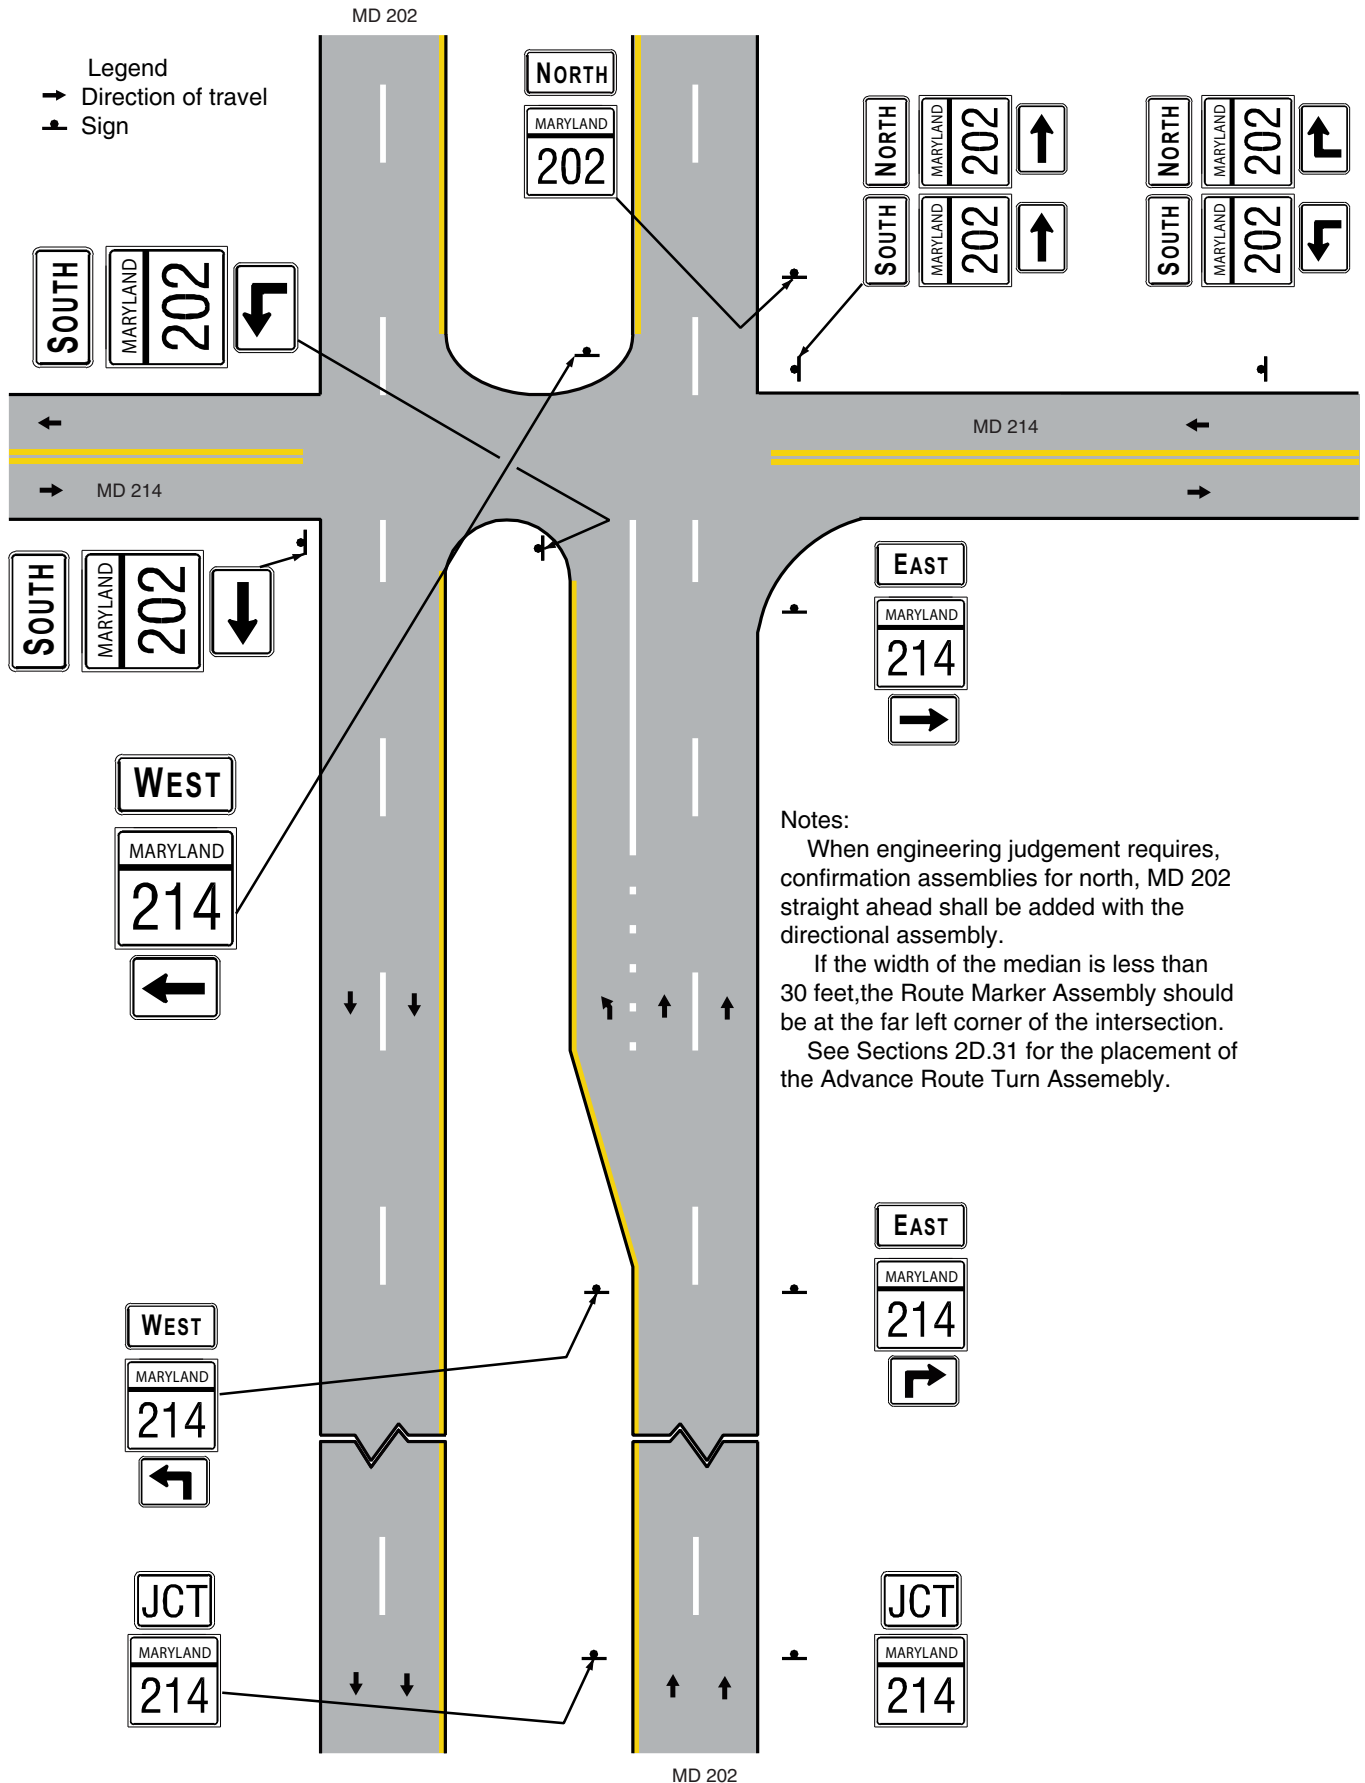 MD 202
Legend
Direction of travel
Sign
NORTH
MARYLAND
202
NORTH
MARYLAND
202
SOUTH
MARYLAND
202
NORTH
MARYLAND
202
SOUTH
MARYLAND
202
SOUTH
MARYLAND
202
MD 214
MD 214
SOUTH
MARYLAND
202
EAST
MARYLAND
214
WEST
MARYLAND
214
Notes:
When engineering judgement requires,
confirmation assemblies for north, MD 202
straight ahead shall be added with the
directional assembly.
If the width of the median is less than
30 feet,the Route Marker Assembly should
be at the far left corner of the intersection.
See Sections 2D.31 for the placement of
the Advance Route Turn Assemebly.
EAST
MARYLAND
214
WEST
MARYLAND
214
JCT
MARYLAND
214
JCT
MARYLAND
214
MD 202